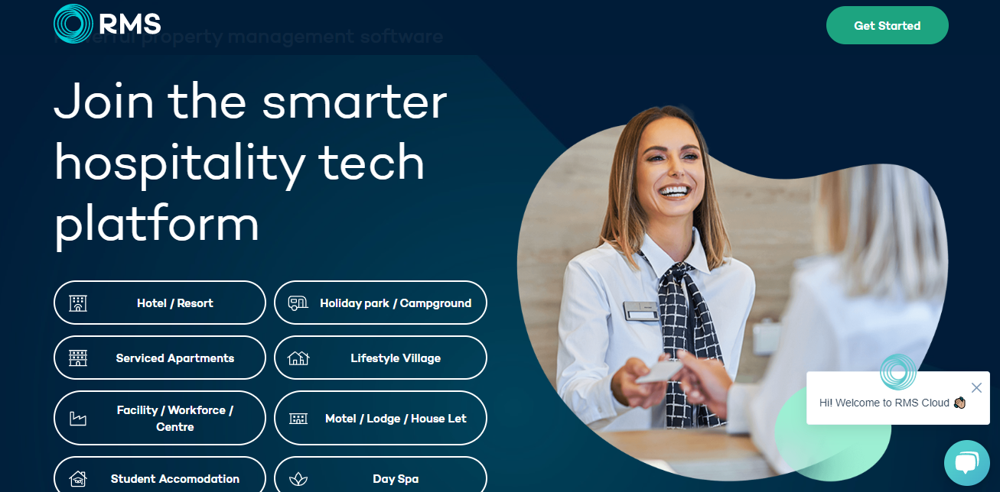 RMS
Get Started
Powerful property management software
Join the smarter
hospitality tech
platform
Hotel / Resort
Holiday park / Campground
Serviced Apartments
Lifestyle Village
Facility / Workforce /
Centre
Motel / Lodge / House Let
Student Accomodation
Day Spa
Hi! Welcome to RMS Cloud 👋🏽